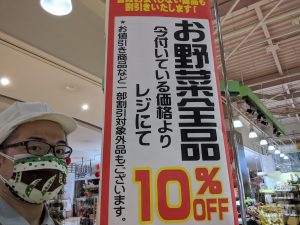 割引きいたします！
お野菜全品
今付いている価格より
レジにて
10%OFF
★お値引き商品など一部割引対象外品もございます。